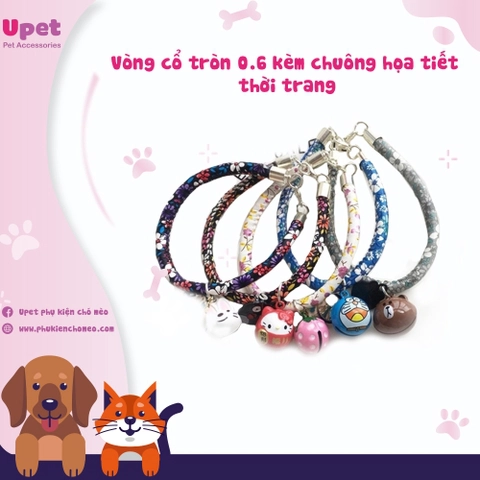 Upet
Pet Accessories
Vòng cổ tròn 0.6 kèm chuông họa tiết
thời trang
Upet phụ kiện chó mèo
www.phukienchomeo.com